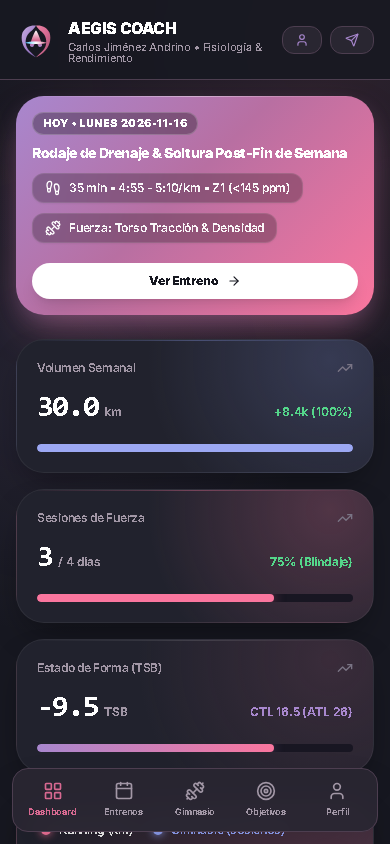 AEGIS COACH
Carlos Jiménez Andrino • Fisiología &
Rendimiento
HOY • LUNES 2026-11-16
Rodaje de Drenaje & Soltura Post-Fin de Semana
35 min • 4:55 - 5:10/km • Z1 (<145 ppm)
Fuerza: Torso Tracción & Densidad
Ver Entreno →
Volumen Semanal
30.0 km
+8.4k (100%)
Sesiones de Fuerza
3 / 4 días
75% (Blindaje)
Estado de Forma (TSB)
-9.5 TSB
CTL 16.5 (ATL 26)
Dashboard
Entrenos
Gimnasio
Objetivos
Perfil
Running (km)